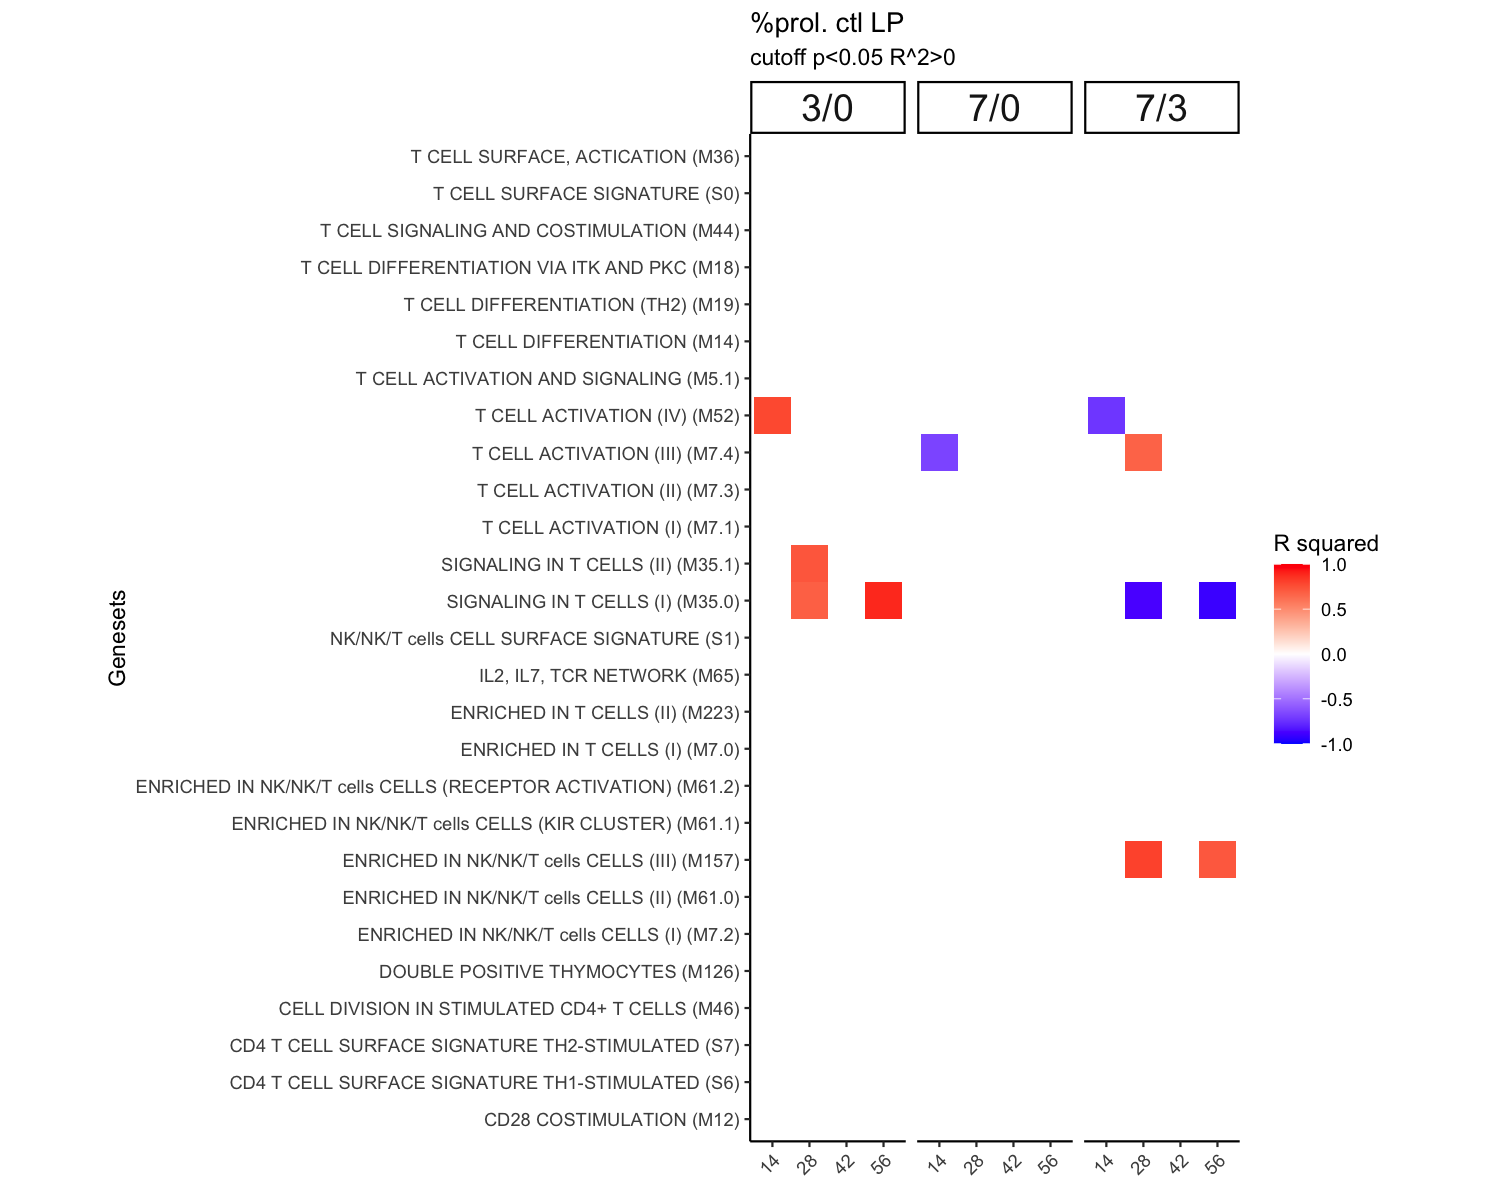 %prol. ctl LP
cutoff p<0.05 R^2>0
3/0 7/0 7/3
Genesets
T CELL SURFACE, ACTICATION (M36)
T CELL SURFACE SIGNATURE (S0)
T CELL SIGNALING AND COSTIMULATION (M44)
T CELL DIFFERENTIATION VIA ITK AND PKC (M18)
T CELL DIFFERENTIATION (TH2) (M19)
T CELL DIFFERENTIATION (M14)
T CELL ACTIVATION AND SIGNALING (M5.1)
T CELL ACTIVATION (IV) (M52)
T CELL ACTIVATION (III) (M7.4)
T CELL ACTIVATION (II) (M7.3)
T CELL ACTIVATION (I) (M7.1)
SIGNALING IN T CELLS (II) (M35.1)
SIGNALING IN T CELLS (I) (M35.0)
NK/NK/T cells CELL SURFACE SIGNATURE (S1)
IL2, IL7, TCR NETWORK (M65)
ENRICHED IN T CELLS (II) (M223)
ENRICHED IN T CELLS (I) (M7.0)
ENRICHED IN NK/NK/T cells CELLS (RECEPTOR ACTIVATION) (M61.2)
ENRICHED IN NK/NK/T cells CELLS (KIR CLUSTER) (M61.1)
ENRICHED IN NK/NK/T cells CELLS (III) (M157)
ENRICHED IN NK/NK/T cells CELLS (II) (M61.0)
ENRICHED IN NK/NK/T cells CELLS (I) (M7.2)
DOUBLE POSITIVE THYMOCYTES (M126)
CELL DIVISION IN STIMULATED CD4+ T CELLS (M46)
CD4 T CELL SURFACE SIGNATURE TH2-STIMULATED (S7)
CD4 T CELL SURFACE SIGNATURE TH1-STIMULATED (S6)
CD28 COSTIMULATION (M12)
14 28 42 56 14 28 42 56 14 28 42 56
R squared
1.0
0.5
0.0
-0.5
-1.0